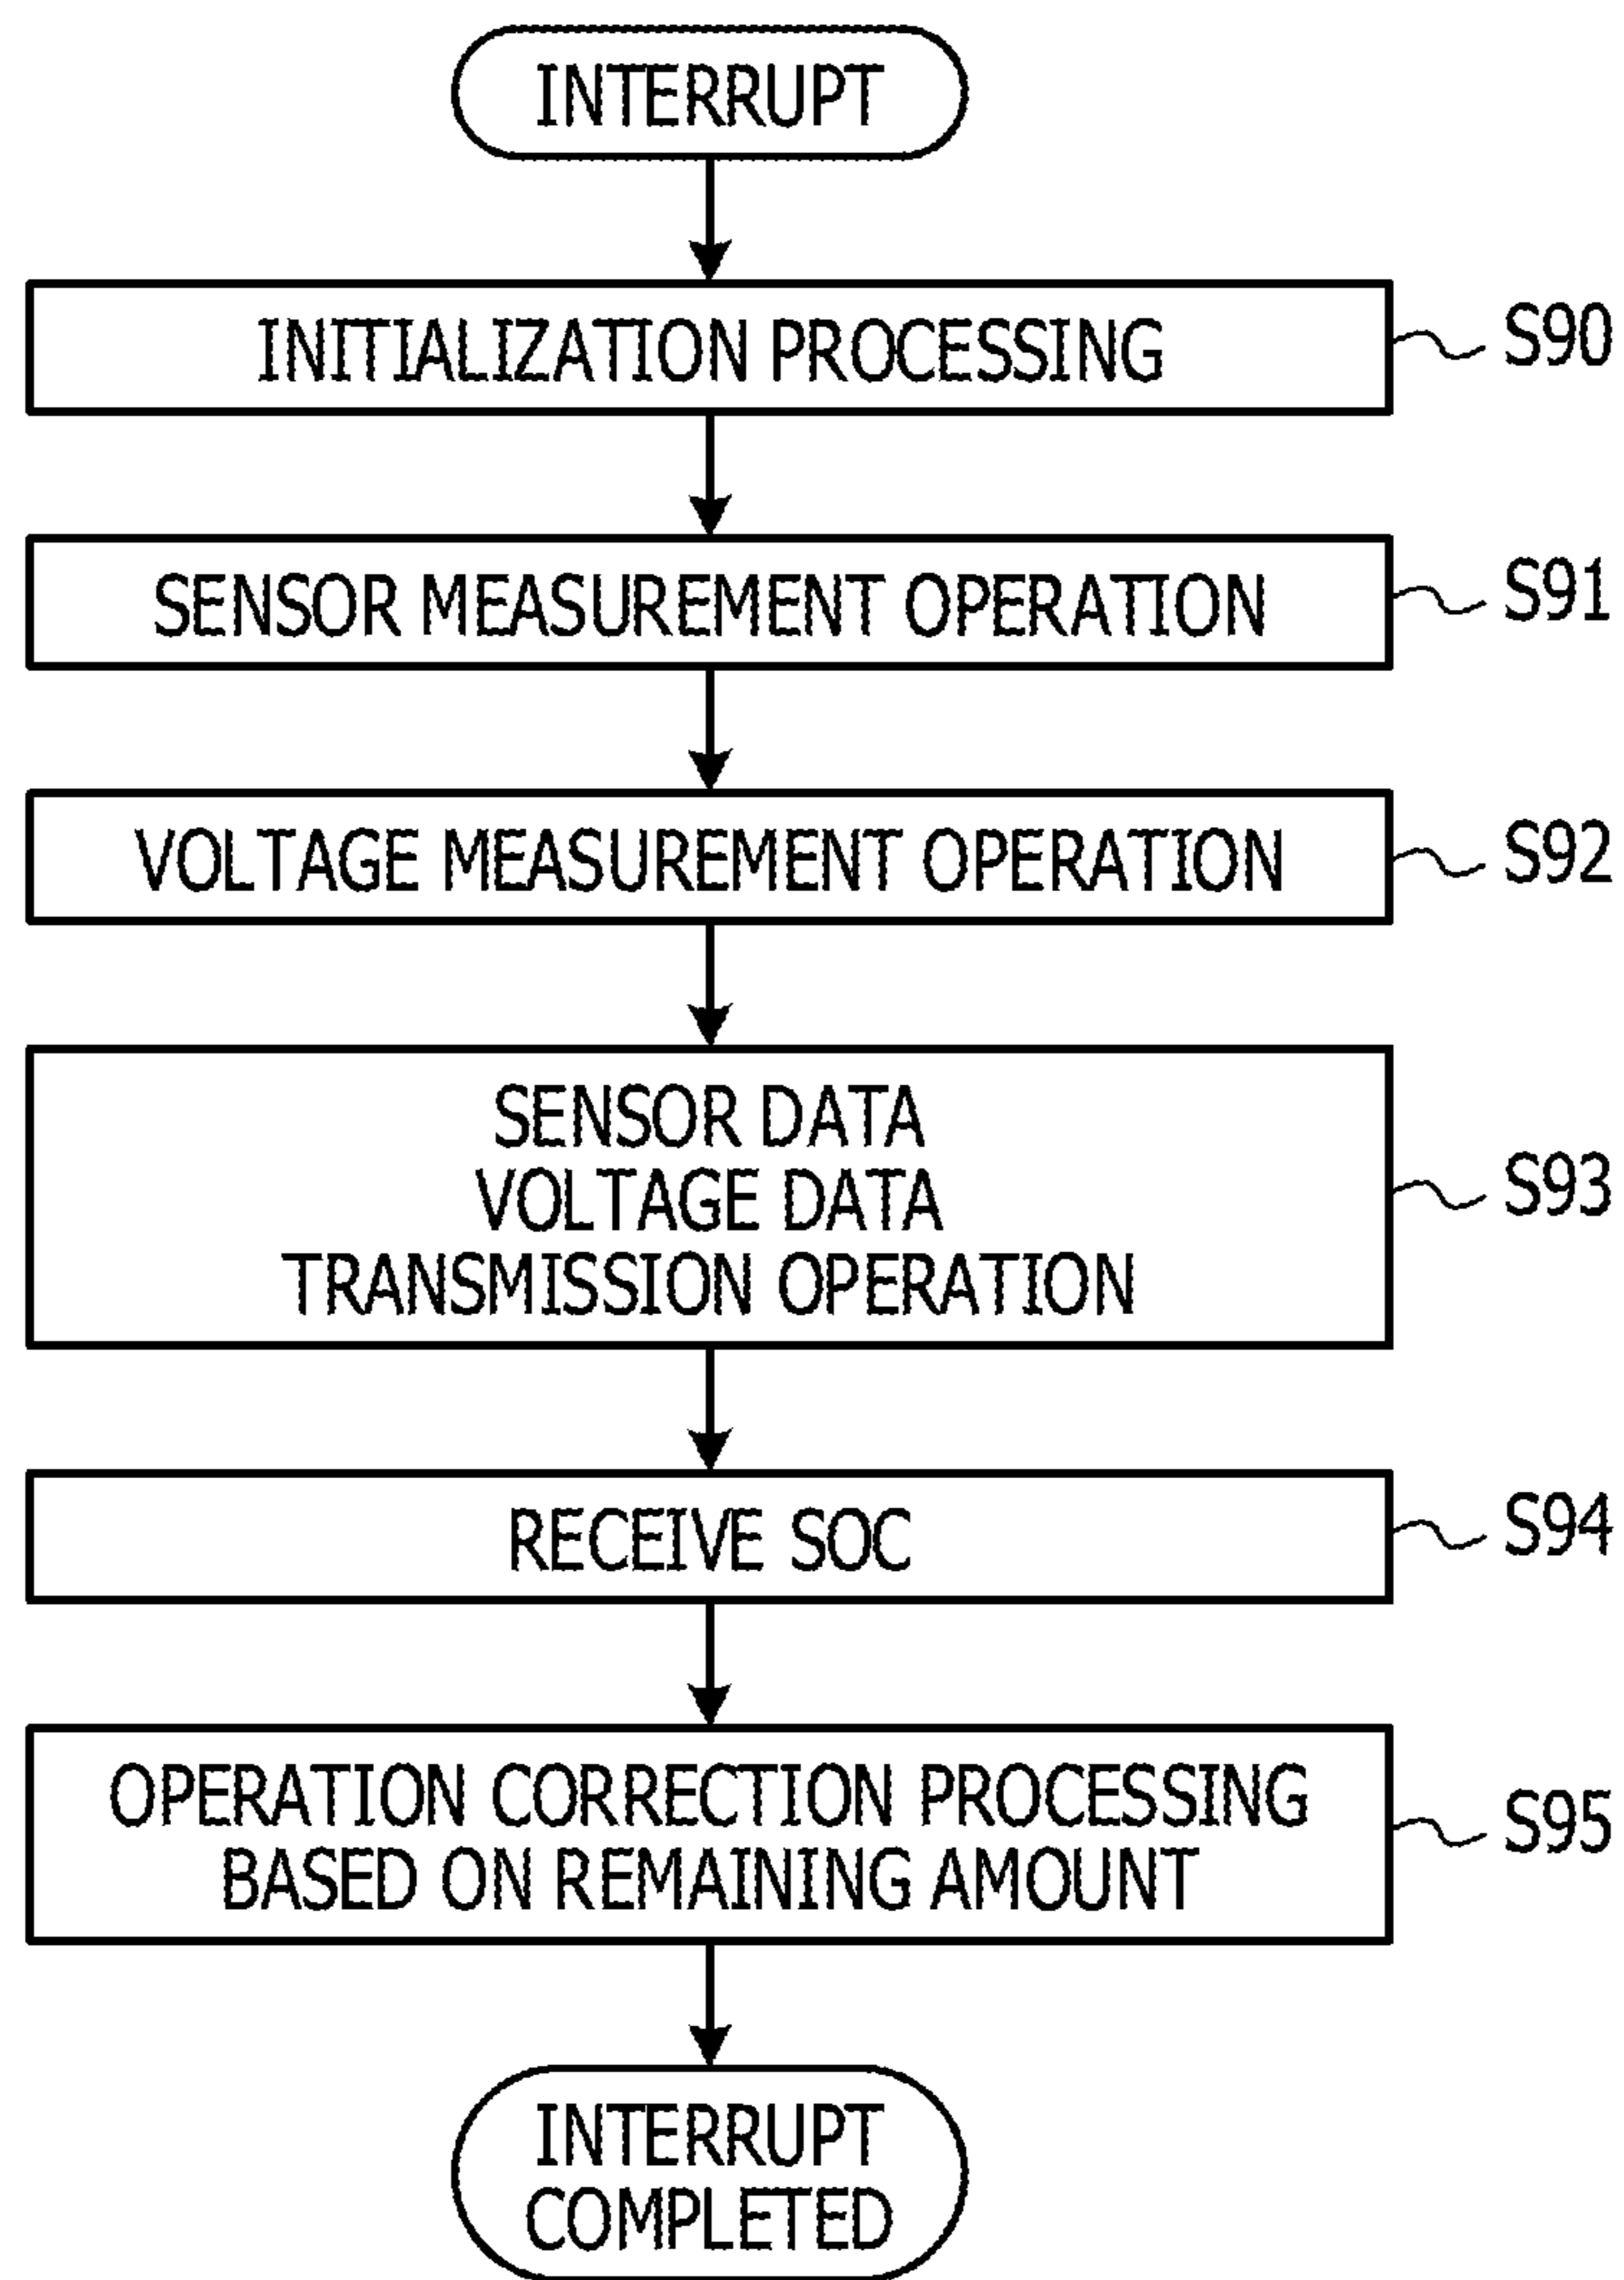 INTERRUPT
INITIALIZATION PROCESSING
S90
SENSOR MEASUREMENT OPERATION
S91
VOLTAGE MEASUREMENT OPERATION
S92
SENSOR DATA
VOLTAGE DATA
TRANSMISSION OPERATION
S93
RECEIVE SOC
S94
OPERATION CORRECTION PROCESSING
BASED ON REMAINING AMOUNT
S95
INTERRUPT
COMPLETED